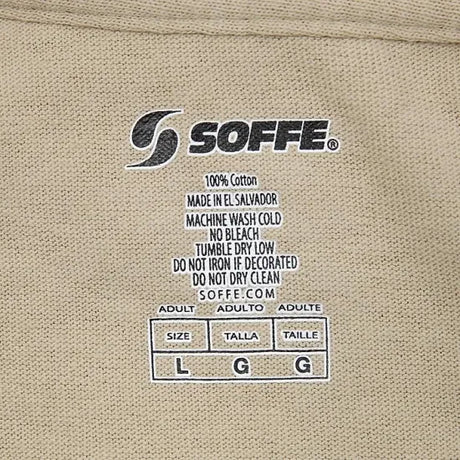 SOFFE®
100% Cotton
MADE IN EL SALVADOR
MACHINE WASH COLD
NO BLEACH
TUMBLE DRY LOW
DO NOT IRON IF DECORATED
DO NOT DRY CLEAN
SOFFE.COM
ADULT ADULTO ADULTE
SIZE TALLA TAILLE
L G G